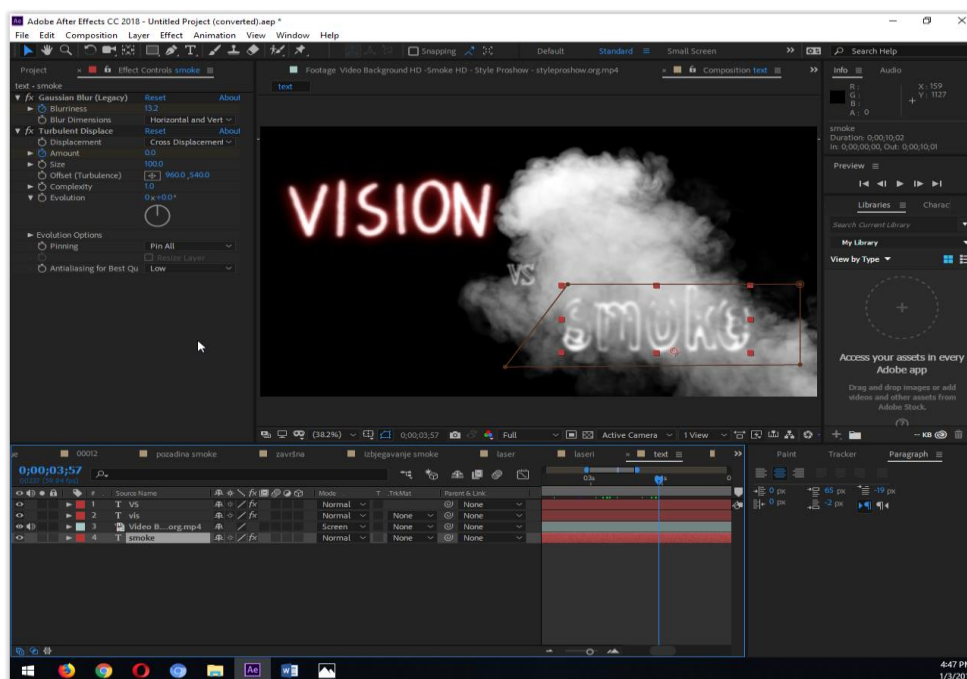 Adobe After Effects CC 2018 - Untitled Project (converted).aep *
File Edit Composition Layer Effect Animation View Window Help
Snapping Default Standard Small Screen Search Help
Project Effect Controls smoke
Footage Video Background HD -Smoke HD - Style Proshow - styleproshow.org.mp4
Composition text
Info Audio
text - smoke
text
fx Gaussian Blur (Legacy) Reset About
Blurriness 13.2
Blur Dimensions Horizontal and Vert
fx Turbulent Displace Reset About
Displacement Cross Displacement
Amount 0.0
Size 100.0
Offset (Turbulence) 960.0 ,540.0
Complexity 1.0
Evolution 0x+0.0°
Evolution Options
Pinning Pin All
Resize Layer
Antialiasing for Best Qu Low
VISION
VS
smoke
R :
G :
B :
A : 0
X : 159
Y : 1127
smoke
Duration: 0;00;10;02
In: 0;00;00;00, Out: 0;00;10;01
Preview
Libraries Charac
Search Current Library
My Library
View by Type
Access your assets in every
Adobe app
Drag and drop images or add
videos and other assets from
Adobe Stock.
-- KB
(38.2%) 0;00;03;57 Full Active Camera 1 View
00012 pozadina smoke završna Izbjegavanje smoke laser laseri text
Paint Tracker Paragraph
0;00;03;57
03s
# Source Name Mode T .TrkMat Parent & Link
1 T VS Normal None
2 T vis Normal None None
3 Video B...org.mp4 Screen None None
4 T smoke Normal None None
0 px 65 px -19 px
0 px -2 px
Ae
4:47 PM